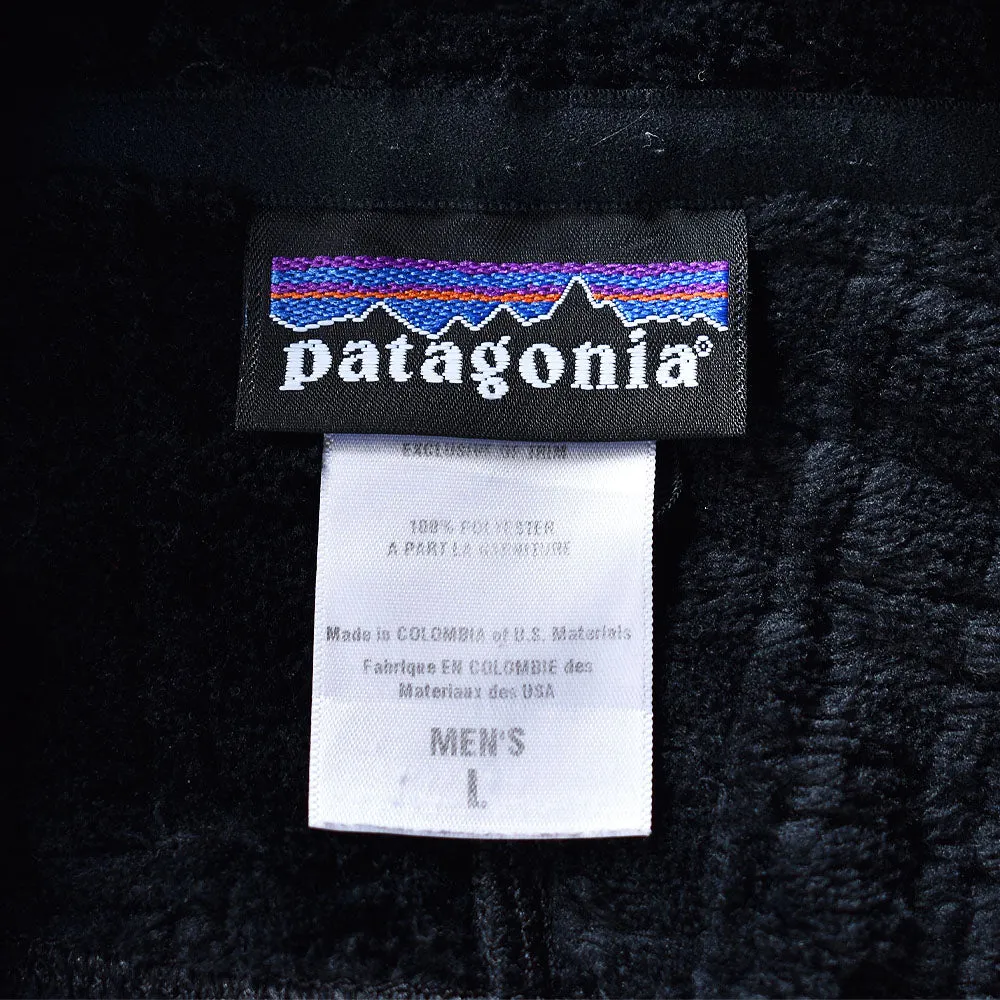 patagonia®
EXCLUSIVE OF TRIM
100% POLYESTER
A PART LA GARNITURE
Made in COLOMBIA of U.S. Materials
Fabrique EN COLOMBIE des
Materiaux des USA
MEN'S
L